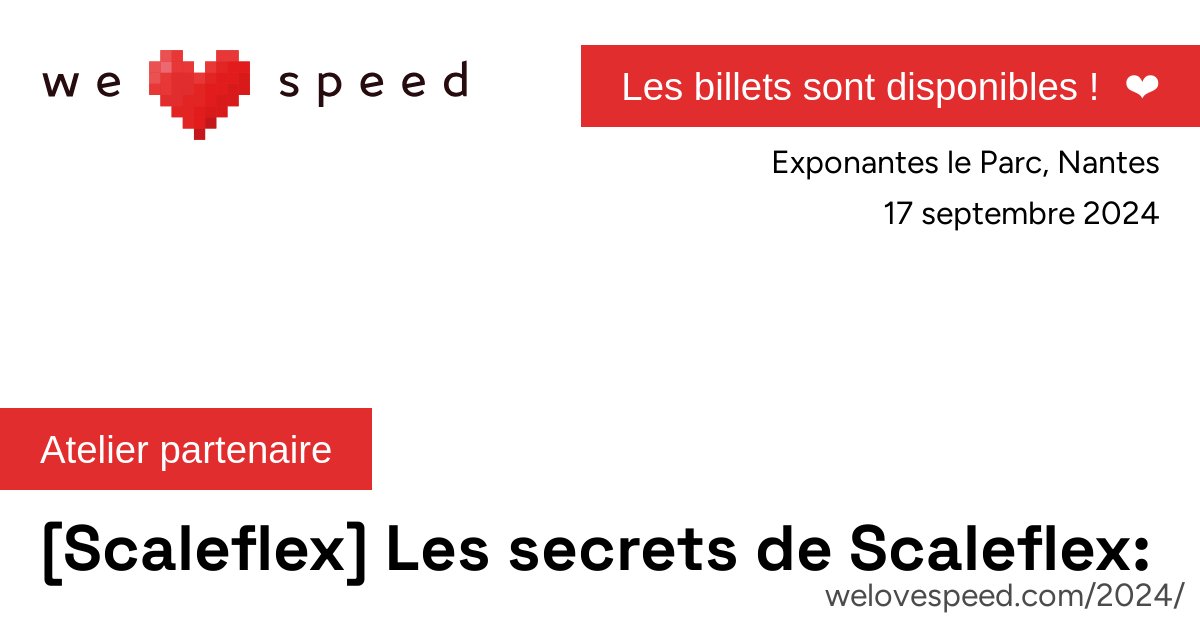 we ❤ speed
Les billets sont disponibles ! ❤
Exponantes le Parc, Nantes
17 septembre 2024
Atelier partenaire
[Scaleflex] Les secrets de Scaleflex:
welovespeed.com/2024/